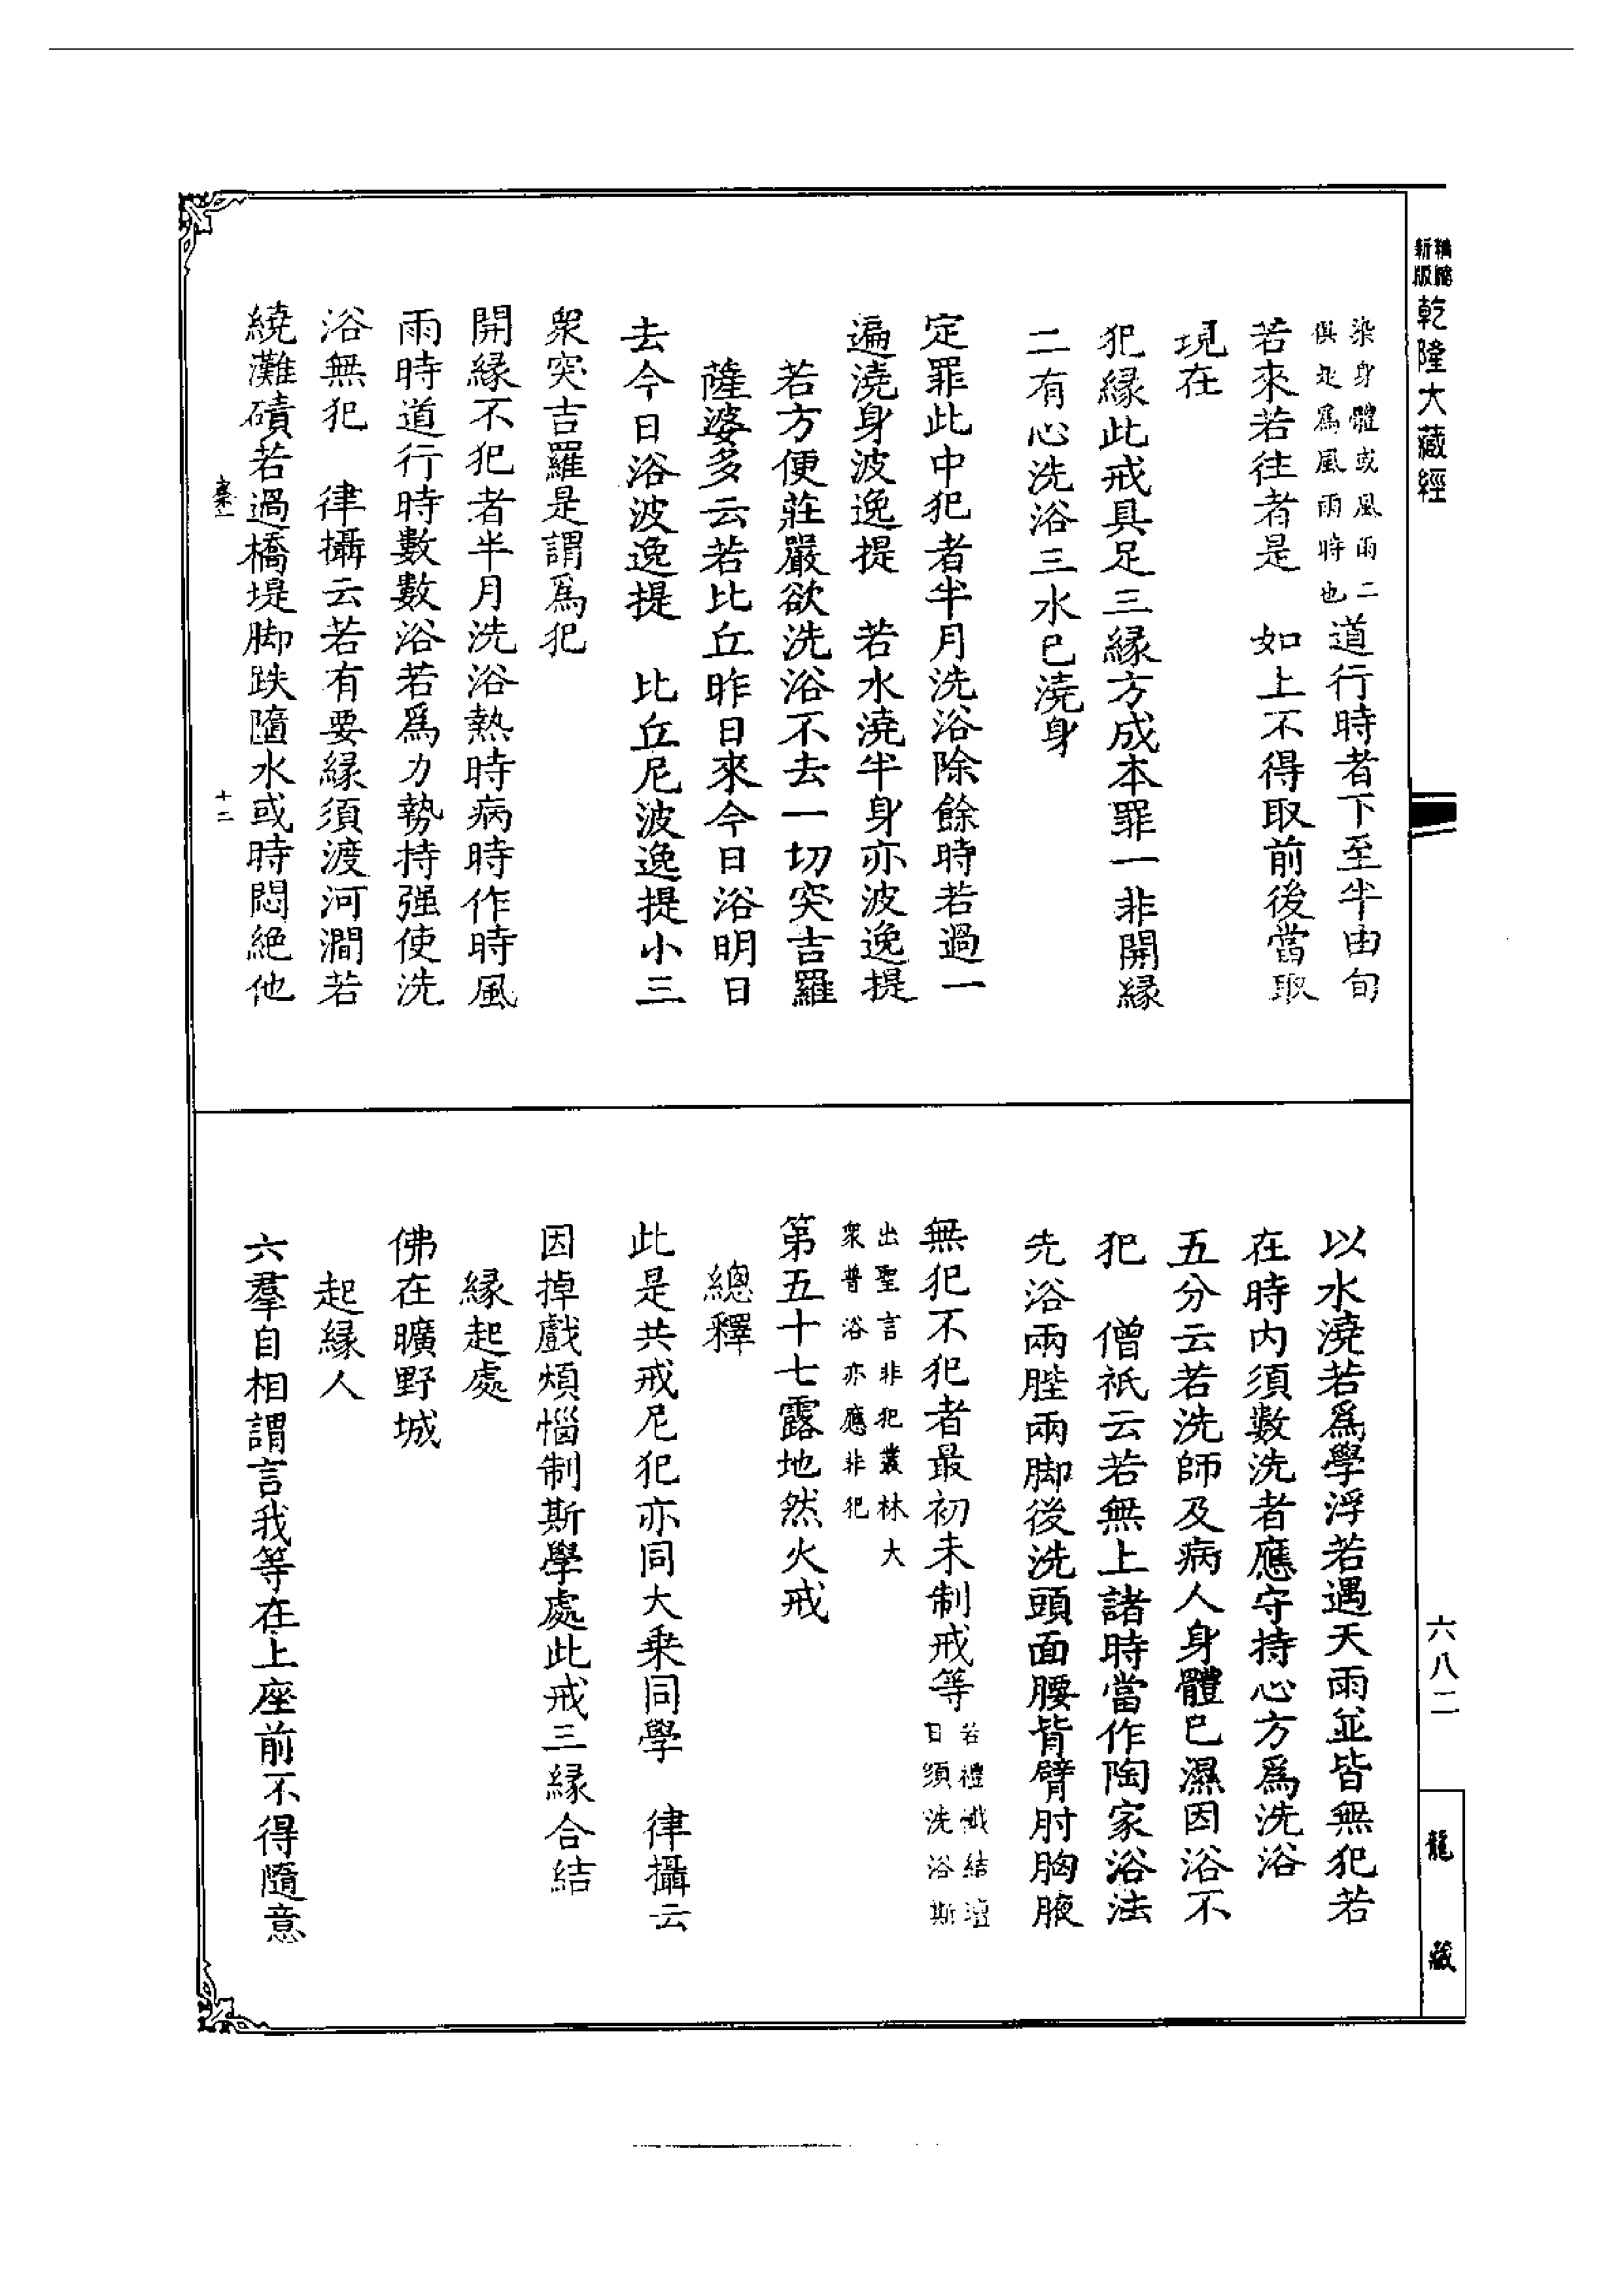 新版
精縮
乾隆大藏經
染身體或風雨二
俱起爲風雨時也
道行時者下至半由旬
若來若往者是　如上不得取前後當取
現在
犯緣此戒具足三緣方成本罪一非開緣
二有心洗浴三水巳澆身
定罪此中犯者半月洗浴除餘時若過一
遍澆身波逸提　若水澆半身亦波逸提
若方便莊嚴欲洗浴不去一切突吉羅
薩婆多云若比丘昨日來今日浴明日
去今日浴波逸提　比丘尼波逸提小三
衆突吉羅是謂爲犯
開緣不犯者半月洗浴熱時病時作時風
雨時道行時數數浴若爲力勢持强使洗
浴無犯　律攝云若有要緣須渡河澗若
繞灘磧若過橋堤脚跌隨水或時悶絕他
十二
以水澆若爲學浮若遇天雨並皆無犯若
在時内須數洗者應守持心方爲洗浴
五分云若洗師及病人身體巳濕因浴不
犯　僧祇云若無上諸時當作陶家浴法
先浴兩䏶兩脚後洗頭面腰背臂肘胸腋
無犯不犯者最初未制戒等
若禮懺結壇
日須洗浴斯
出聖言非犯叢林大
衆普浴亦應非犯
第五十七露地然火戒
總釋
此是共戒尼犯亦同大乘同學　律攝云
因掉戲煩惱制斯學處此戒三緣合結
緣起處
佛在曠野城
起緣人
六羣自相謂言我等在上座前不得隨意
六八二
龍藏